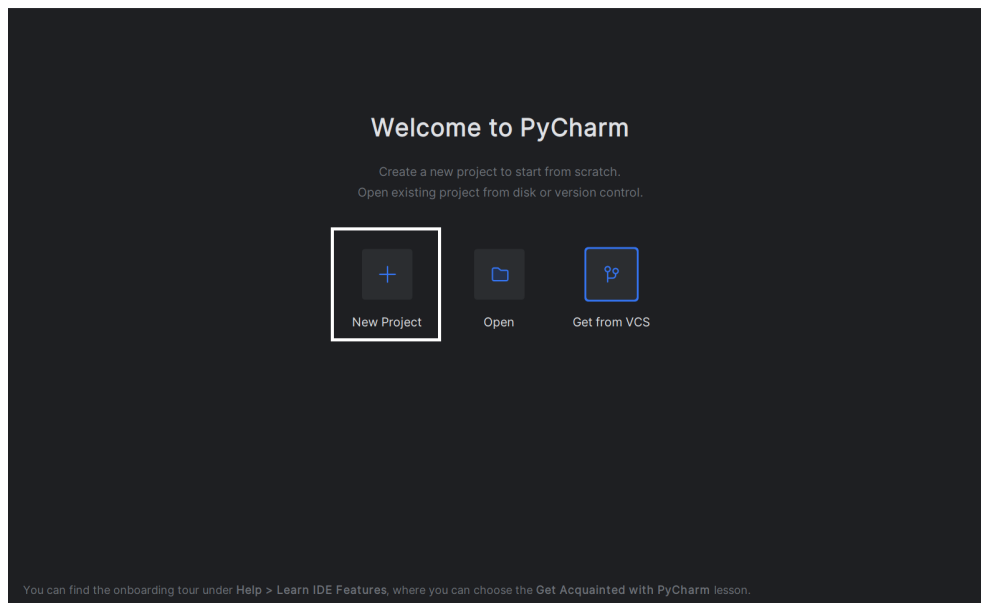 Welcome to PyCharm
Create a new project to start from scratch.
Open existing project from disk or version control.
New Project
Open
Get from VCS
You can find the onboarding tour under Help > Learn IDE Features, where you can choose the Get Acquainted with PyCharm lesson.